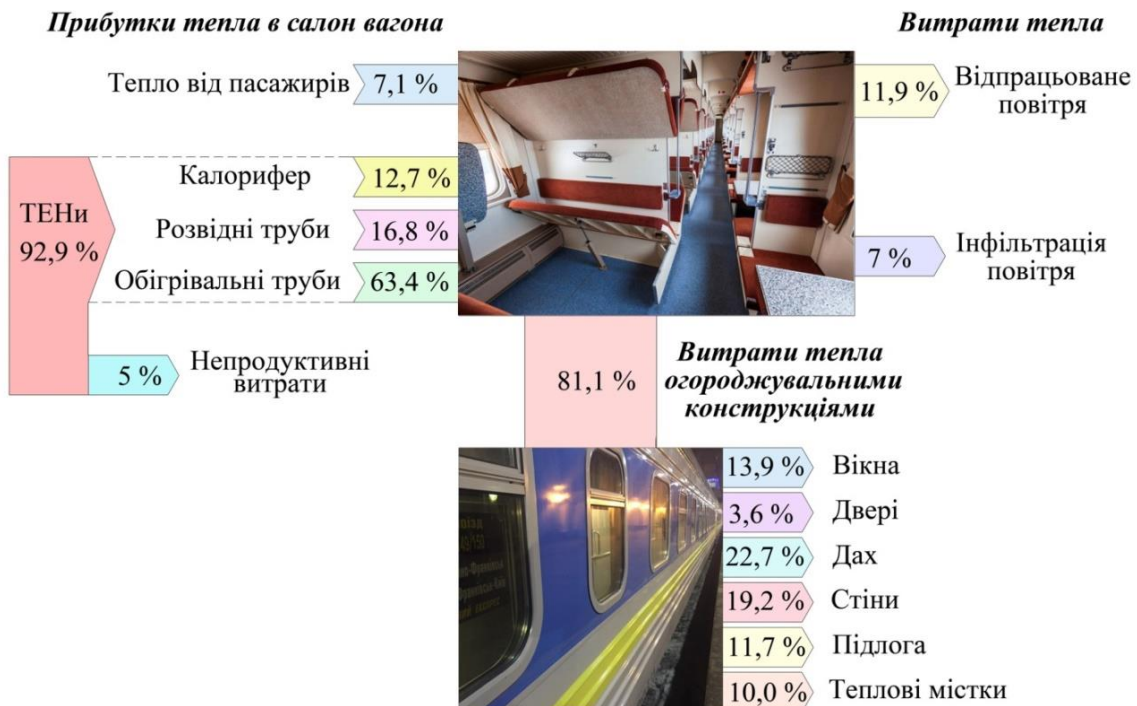 Прибутки тепла в салон вагона
Витрати тепла
Тепло від пасажирів
7,1 %
11,9 %
Відпрацьоване
повітря
ТЕНи
92,9 %
Калорифер
12,7 %
Розвідні труби
16,8 %
Обігрівальні труби
63,4 %
7 %
Інфільтрація
повітря
5 %
Непродуктивні
витрати
81,1 %
Витрати тепла
огороджувальними
конструкціями
13,9 %
Вікна
3,6 %
Двері
22,7 %
Дах
19,2 %
Стіни
11,7 %
Підлога
10,0 %
Теплові містки